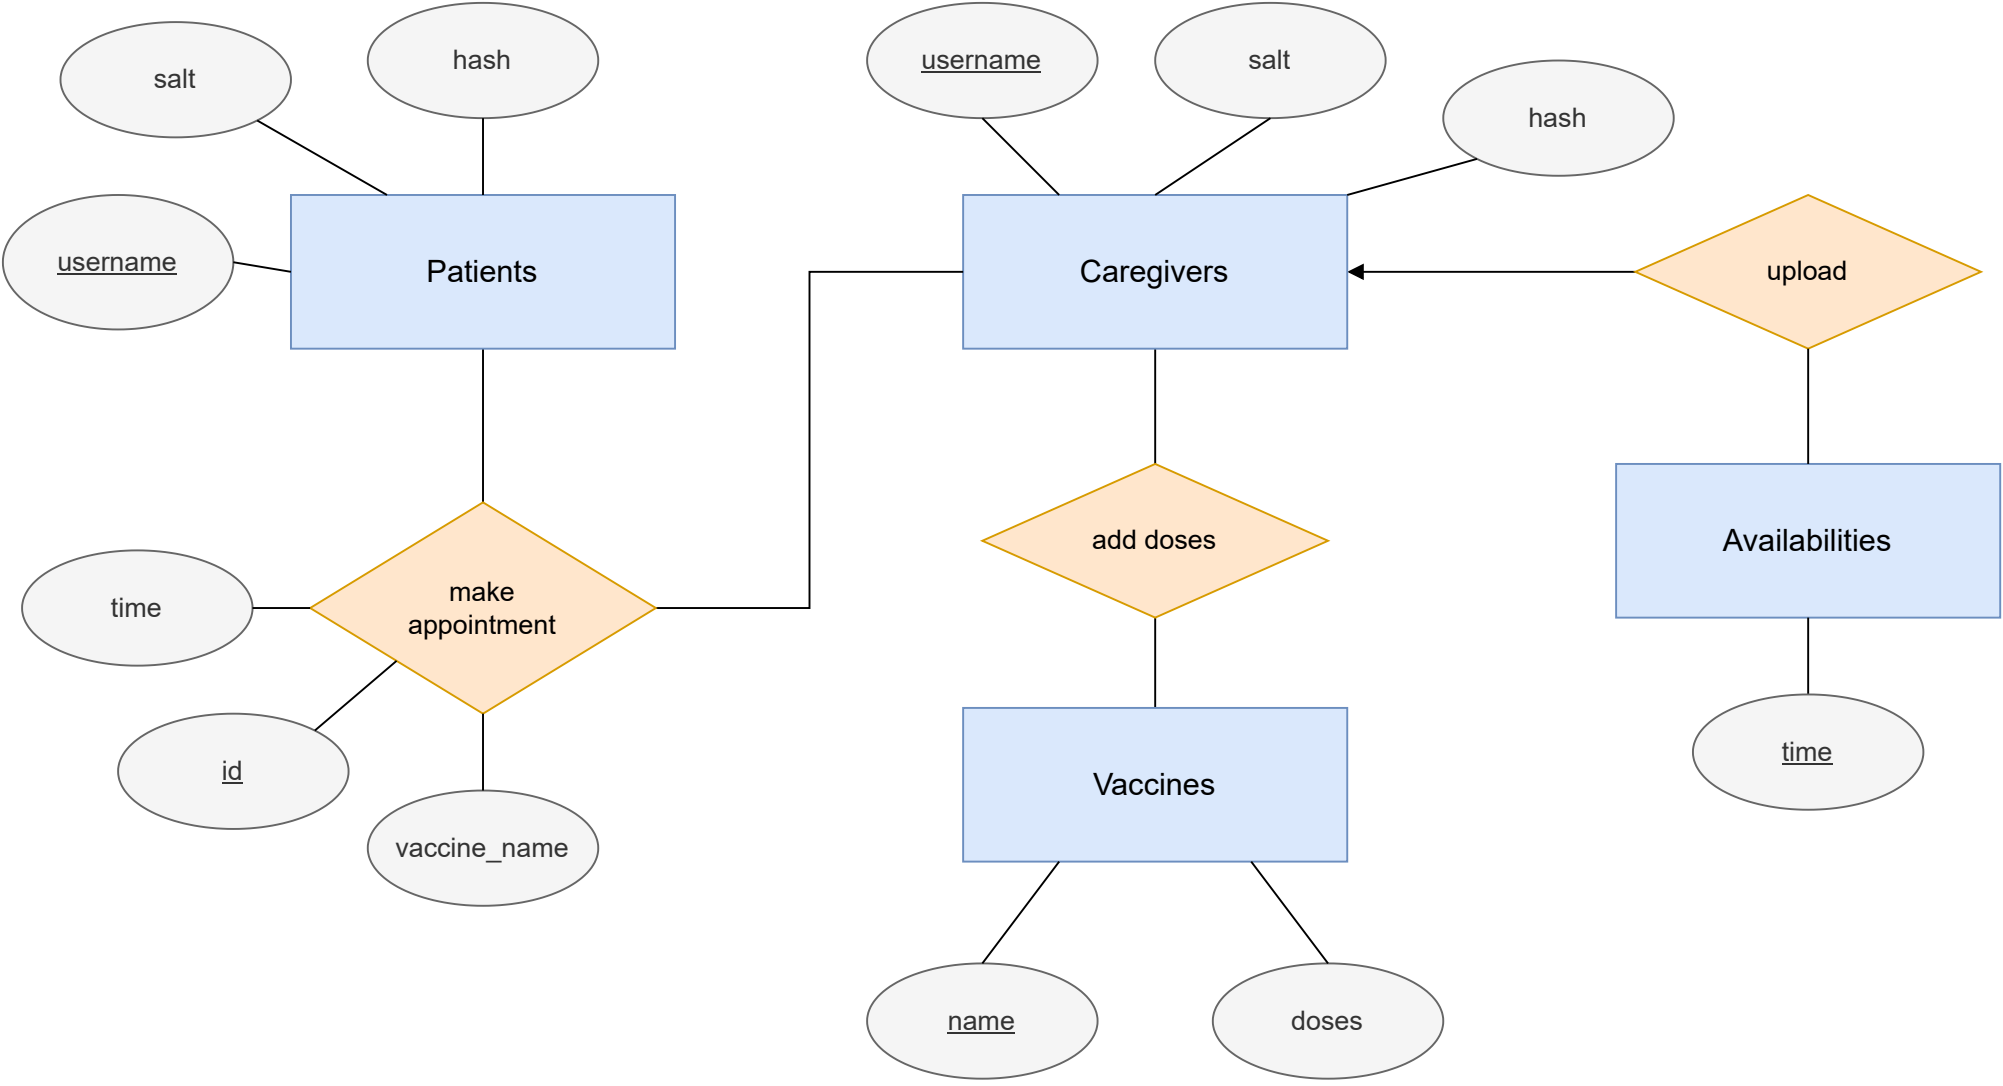 salt
hash
username
Patients
username
salt
hash
Caregivers
upload
make
appointment
time
id
vaccine_name
add doses
Vaccines
name
doses
Availabilities
time